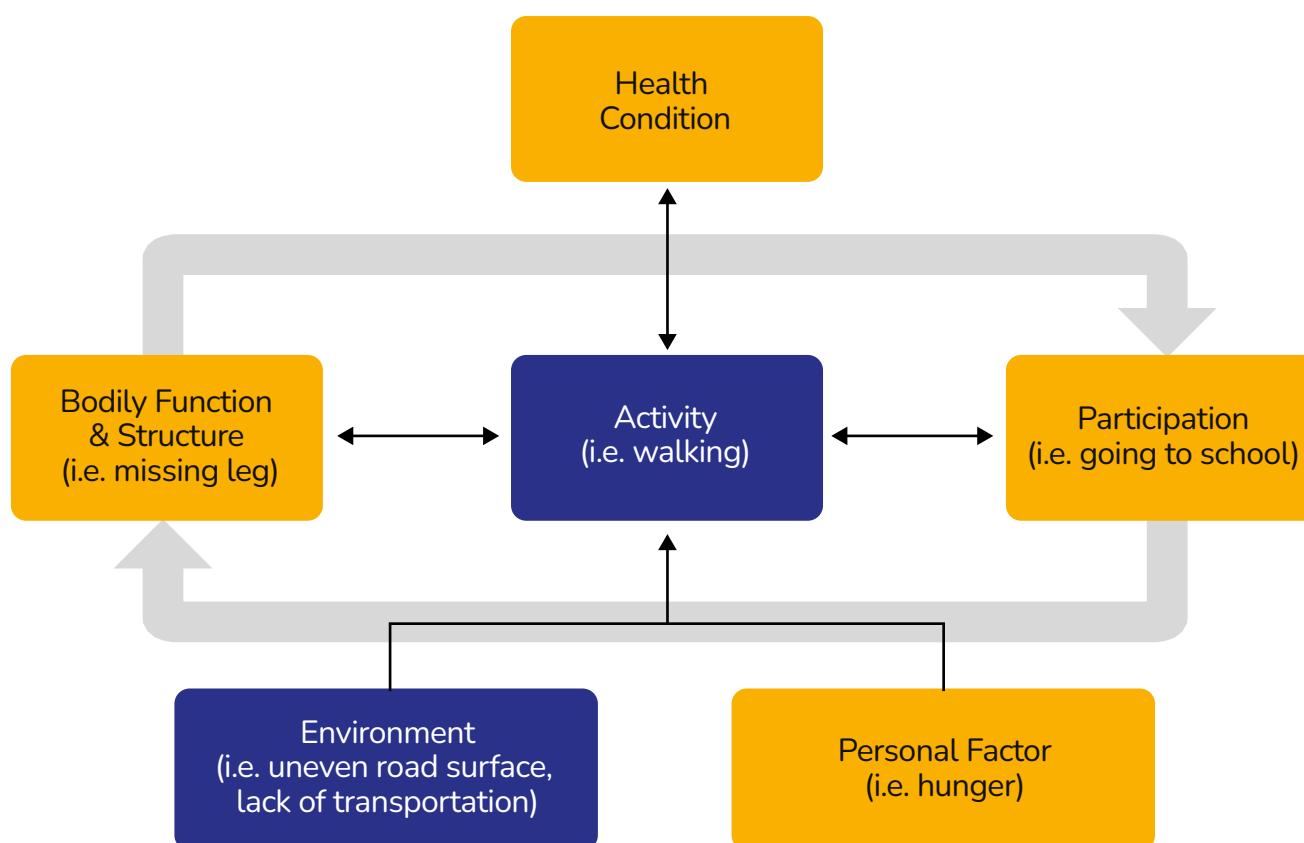 Health
Condition
Bodily Function
& Structure
(i.e. missing leg)
Activity
(i.e. walking)
Participation
(i.e. going to school)
Environment
(i.e. uneven road surface,
lack of transportation)
Personal Factor
(i.e. hunger)